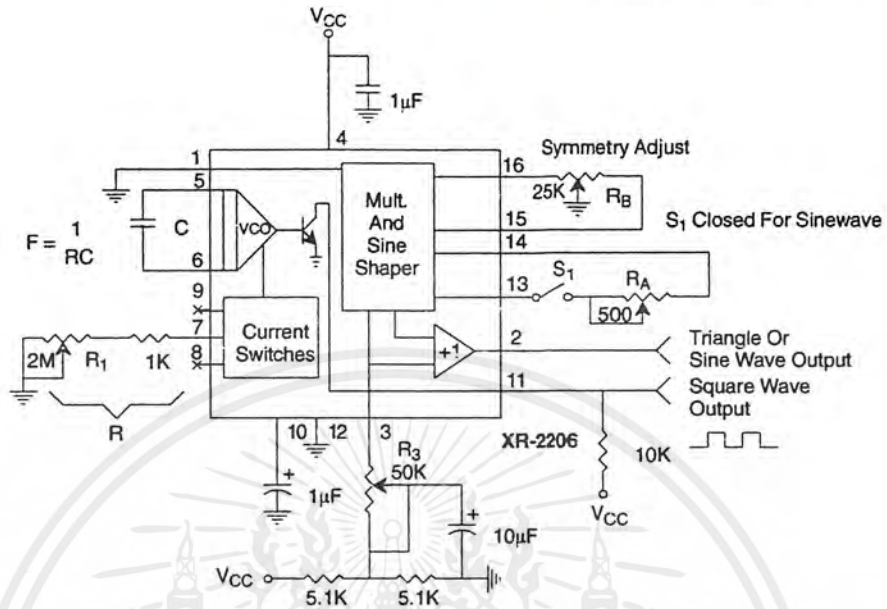 VCC
1µF
4
1
16
Symmetry Adjust
5
25K
RB
Mult.
And
Sine
Shaper
C
VCO
15
S1 Closed For Sinewave
14
F = 1
RC
6
S1
13
RA
9
500
7
Current
Switches
2M
R1
1K
8
+1
2
Triangle Or
Sine Wave Output
11
Square Wave
Output
R
10
12
3
XR-2206
R3
50K
10K
1µF
+
+
10µF
VCC
VCC
5.1K
5.1K